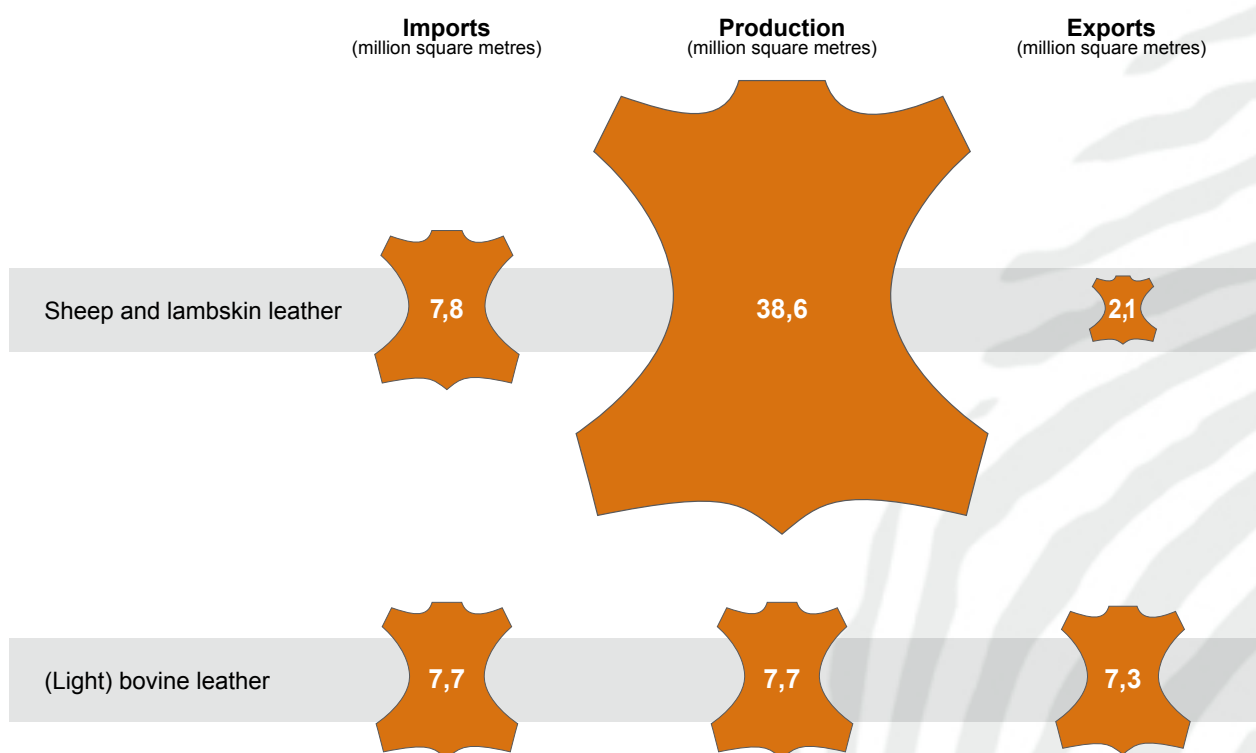 Imports
(million square metres)
Production
(million square metres)
Exports
(million square metres)
Sheep and lambskin leather
7,8
38,6
2,1
(Light) bovine leather
7,7
7,7
7,3